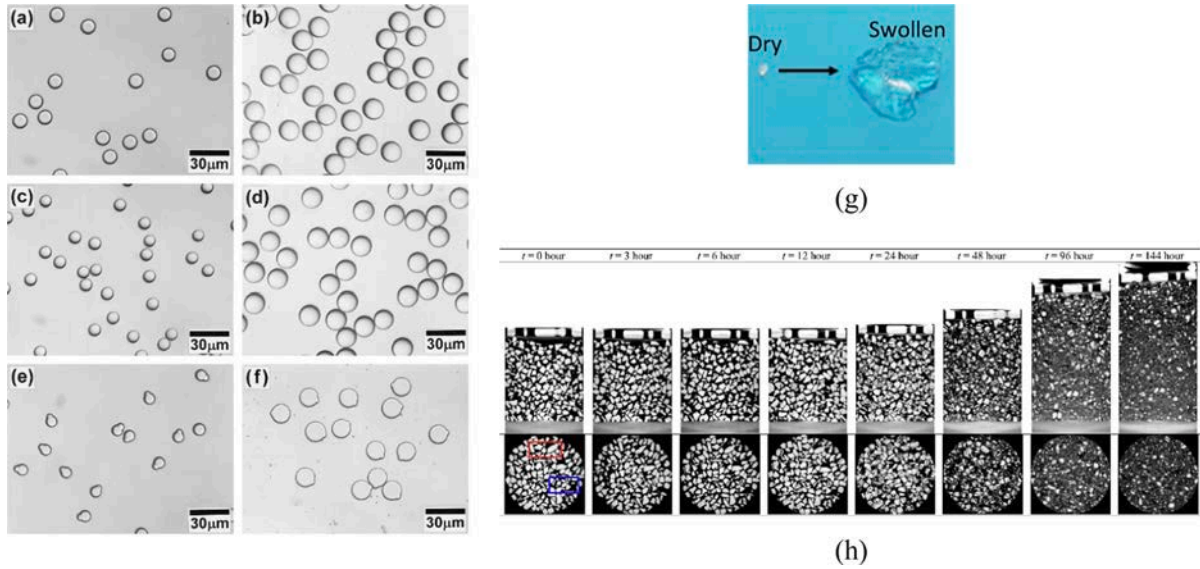 (a)
30μm
(b)
30μm
(c)
30μm
(d)
30μm
(e)
30μm
(f)
30μm
Dry
Swollen
(g)
t = 0 hour
t = 3 hour
t = 6 hour
t = 12 hour
t = 24 hour
t = 48 hour
t = 96 hour
t = 144 hour
(h)